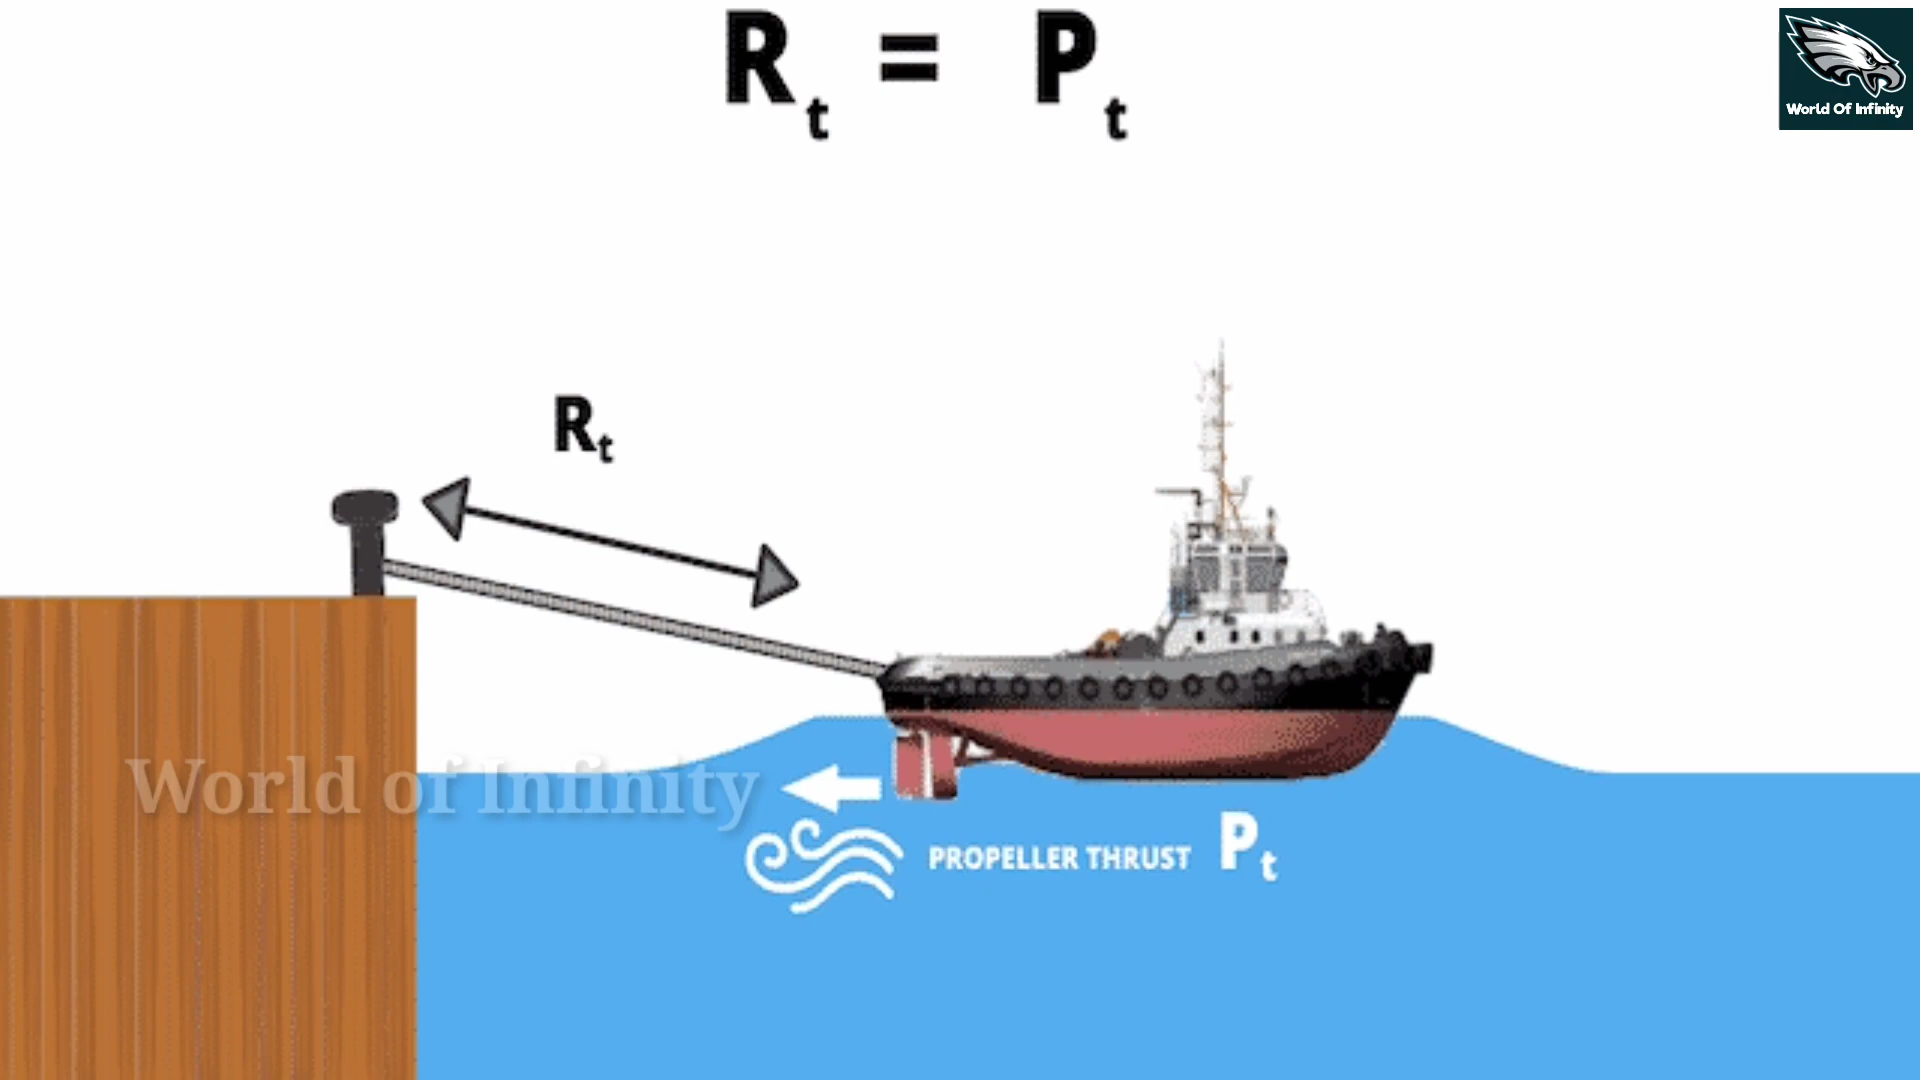 Rt = Pt
World Of Infinity
Rt
World of Infinity
PROPELLER THRUST Pt